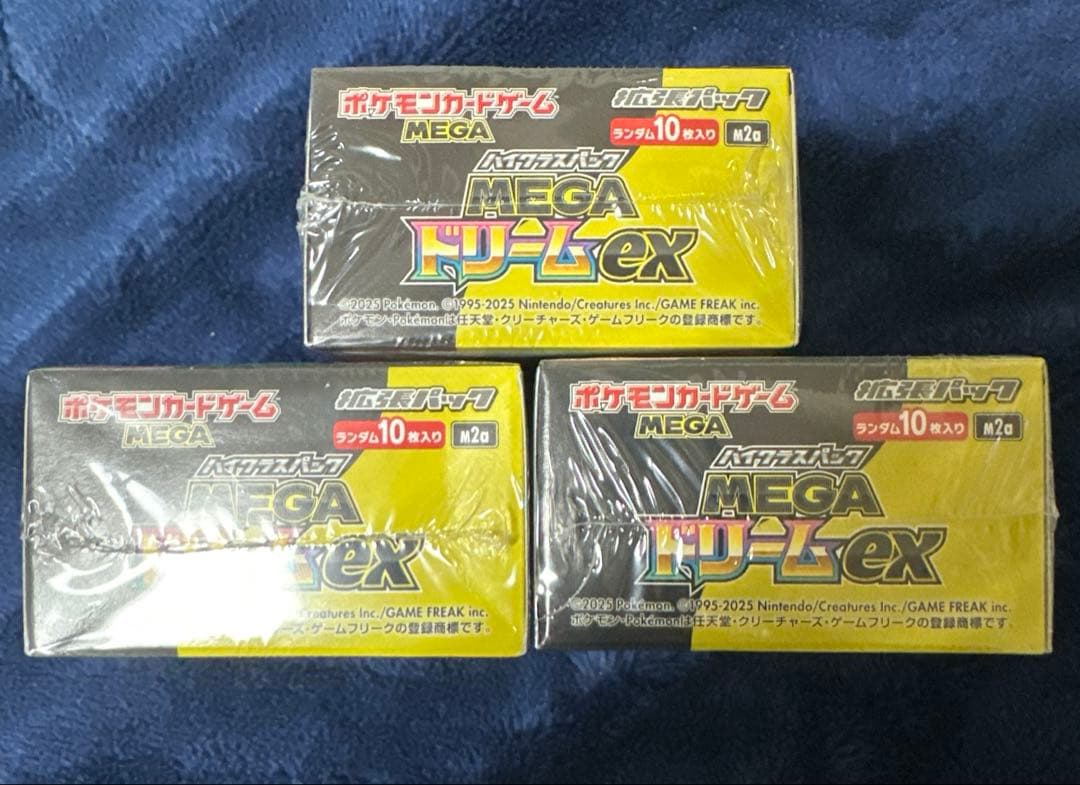 ポケモンカードゲーム
MEGA
拡張パック
ランダム10枚入り M2a
ハイクラスパック
MEGA
ドリームex
©2025 Pokémon. ©1995-2025 Nintendo/Creatures Inc./GAME FREAK inc.
ポケモン・Pokémonは任天堂・クリーチャーズ・ゲームフリークの登録商標です。
ポケモンカードゲーム
MEGA
拡張パック
ランダム10枚入り M2a
ハイクラスパック
MEGA
ドリームex
Creatures Inc./GAME FREAK inc.
クリーチャーズ・ゲームフリークの登録商標です。
ポケモンカードゲーム
MEGA
拡張パック
ランダム10枚入り M2a
ハイクラスパック
MEGA
ドリームex
©2025 Pokémon. ©1995-2025 Nintendo/Creatures Inc./GAME FREAK inc.
ポケモン・Pokémonは任天堂・クリーチャーズ・ゲームフリークの登録商標です。